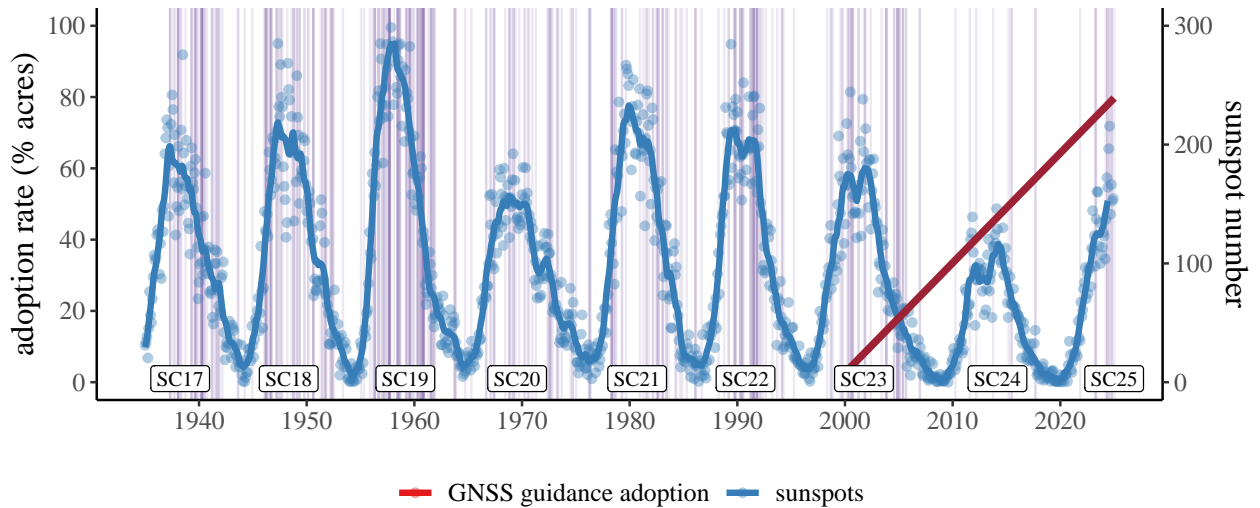 adoption rate (% acres)
100
80
60
40
20
0
300
200
100
0
sunspot number
SC17 SC18 SC19 SC20 SC21 SC22 SC23 SC24 SC25
1940 1950 1960 1970 1980 1990 2000 2010 2020
GNSS guidance adoption sunspots